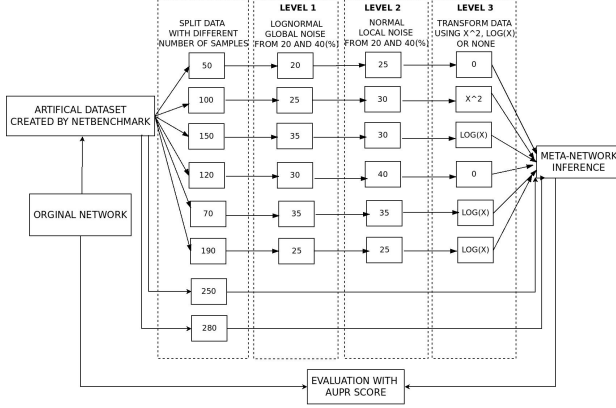 LEVEL 1
LEVEL 2
LEVEL 3
SPLIT DATA
WITH DIFFERENT
NUMBER OF SAMPLES
LOGNORMAL
GLOBAL NOISE
FROM 20 AND 40(%)
NORMAL
LOCAL NOISE
FROM 20 AND 40(%)
TRANSFORM DATA
USING X^2, LOG(X)
OR NONE
50
20
25
0
100
25
30
X^2
150
35
30
LOG(X)
120
30
40
0
70
35
35
LOG(X)
190
25
25
LOG(X)
250
280
ARTIFICAL DATASET
CREATED BY NETBENCHMARK
ORGINAL NETWORK
META-NETWORK
INFERENCE
EVALUATION WITH
AUPR SCORE